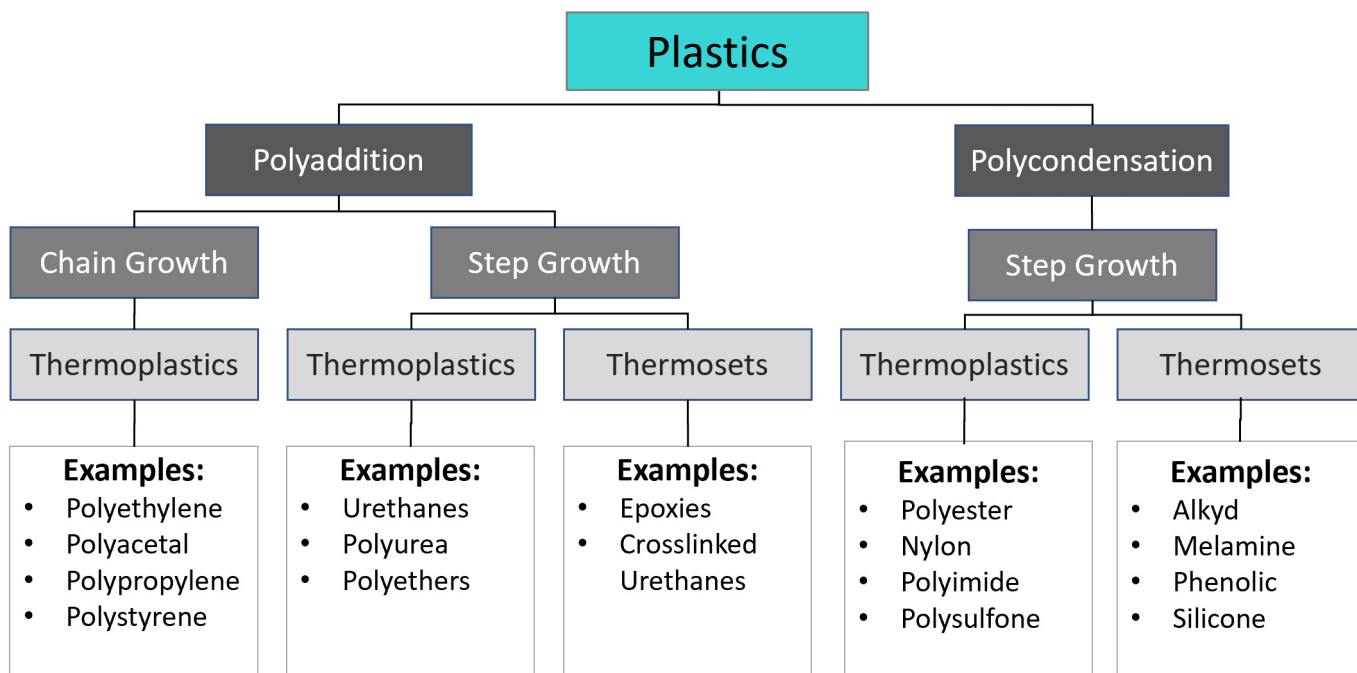 Plastics
Polyaddition
Polycondensation
Chain Growth
Step Growth
Step Growth
Thermoplastics
Thermoplastics
Thermosets
Thermoplastics
Thermosets
Examples:
• Polyethylene
• Polyacetal
• Polypropylene
• Polystyrene
Examples:
• Urethanes
• Polyurea
• Polyethers
Examples:
• Epoxies
• Crosslinked
Urethanes
Examples:
• Polyester
• Nylon
• Polyimide
• Polysulfone
Examples:
• Alkyd
• Melamine
• Phenolic
• Silicone